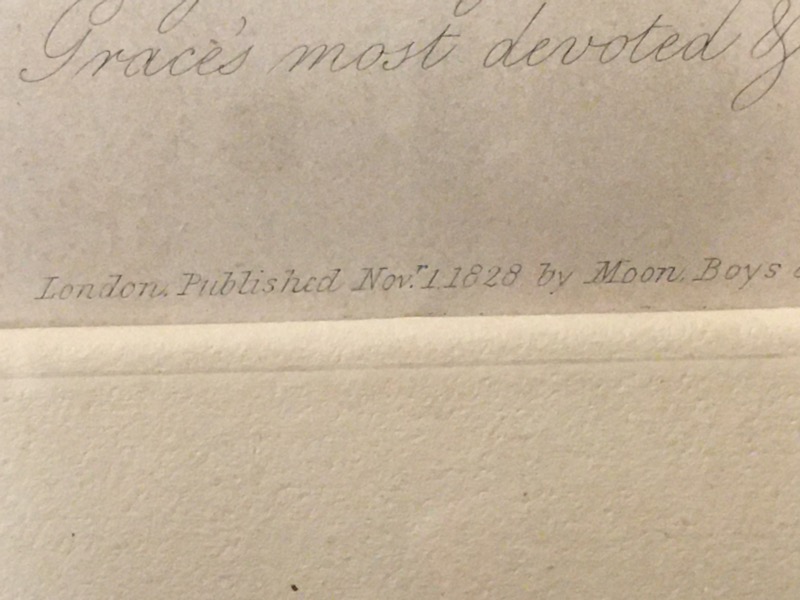 Grace's most devoted &
London. Published Nov.r 1.1828 by Moon. Boys &